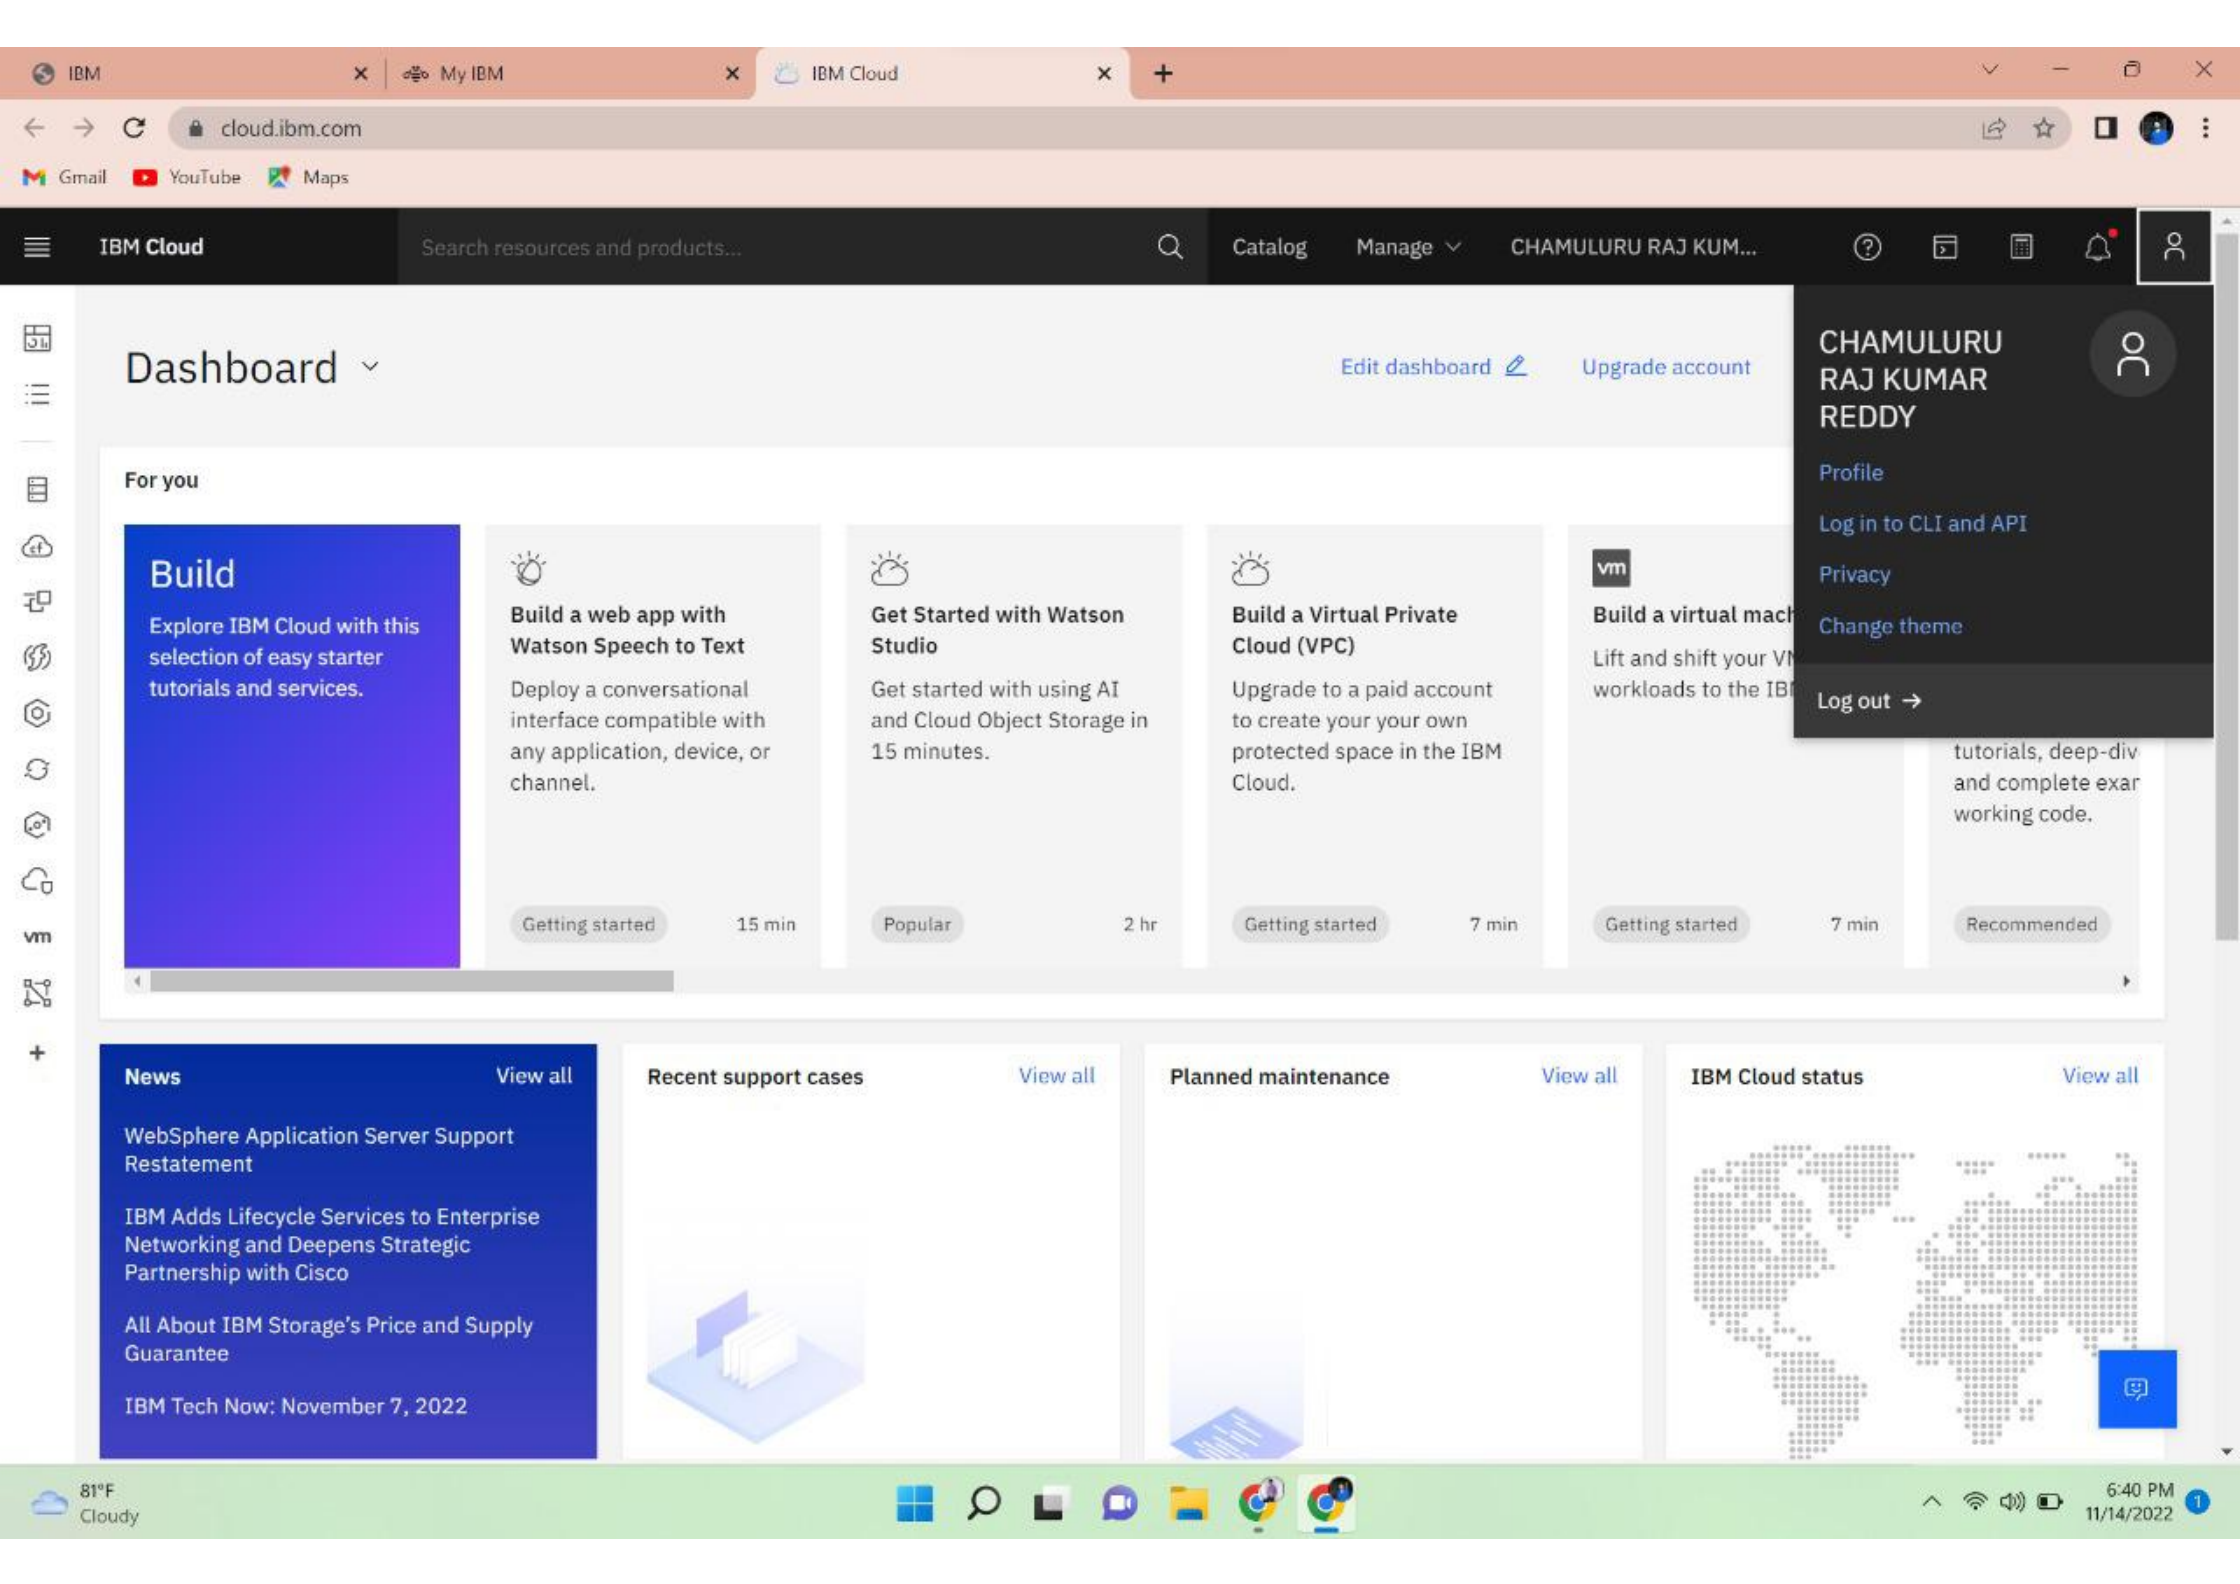 IBM
My IBM
IBM Cloud
cloud.ibm.com
Gmail
YouTube
Maps
IBM Cloud
Search resources and products...
Catalog
Manage
CHAMULURU RAJ KUM...
CHAMULURU
RAJ KUMAR
REDDY
Profile
Log in to CLI and API
Privacy
Change theme
Log out →
Dashboard
Edit dashboard
Upgrade account
For you
Build
Explore IBM Cloud with this
selection of easy starter
tutorials and services.
Build a web app with
Watson Speech to Text
Deploy a conversational
interface compatible with
any application, device, or
channel.
Getting started
15 min
Get Started with Watson
Studio
Get started with using AI
and Cloud Object Storage in
15 minutes.
Popular
2 hr
Build a Virtual Private
Cloud (VPC)
Upgrade to a paid account
to create your your own
protected space in the IBM
Cloud.
Getting started
7 min
vm
Build a virtual mach
Lift and shift your
workloads to the
Getting started
7 min
tutorials, deep-div
and complete
working code.
Recommended
cf
vm
News
View all
WebSphere Application Server Support
Restatement
IBM Adds Lifecycle Services to Enterprise
Networking and Deepens Strategic
Partnership with Cisco
All About IBM Storage's Price and Supply
Guarantee
IBM Tech Now: November 7, 2022
Recent support cases
View all
Planned maintenance
View all
IBM Cloud status
View all
81°F
Cloudy
6:40 PM
11/14/2022
1